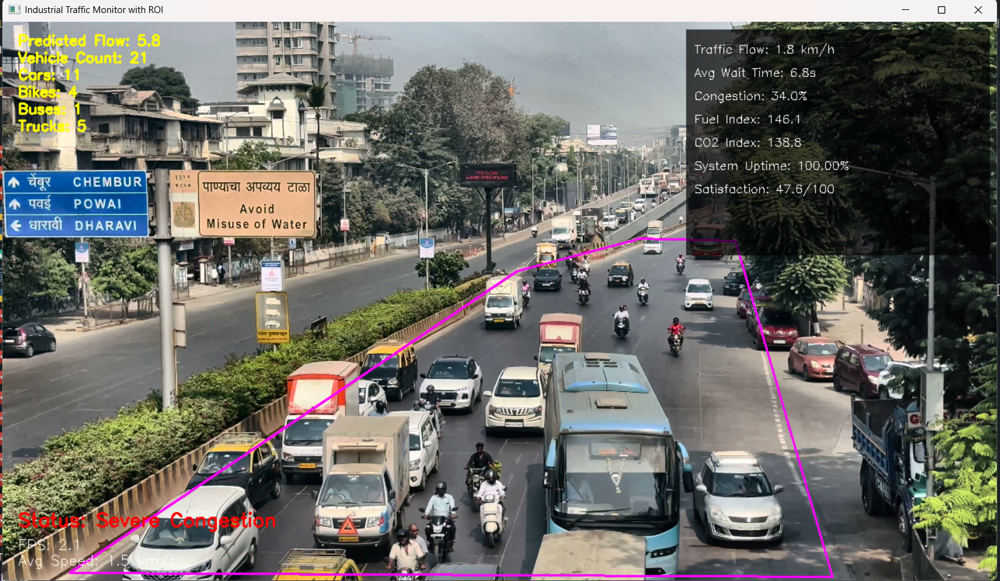 Industrial Traffic Monitor with ROI
Predicted Flow: 5.8
Vehicle Count: 21
Cars: 11
Bikes: 4
Buses: 1
Trucks: 5
Traffic Flow: 1.8 km/h
Avg Wait Time: 6.8s
Congestion: 34.0%
Fuel Index: 146.1
CO2 Index: 138.8
System Uptime: 100.00%
Satisfaction: 47.6/100
चेंबूर CHEMBUR
पवई POWAI
धारावी DHARAVI
पाण्याचा अपव्यय टाळा
Avoid
Misuse of Water
FOLLOW
LANE DISCIPLINE
Status: Severe Congestion
FPS: 2.1
Avg Speed: 1.5 km/h